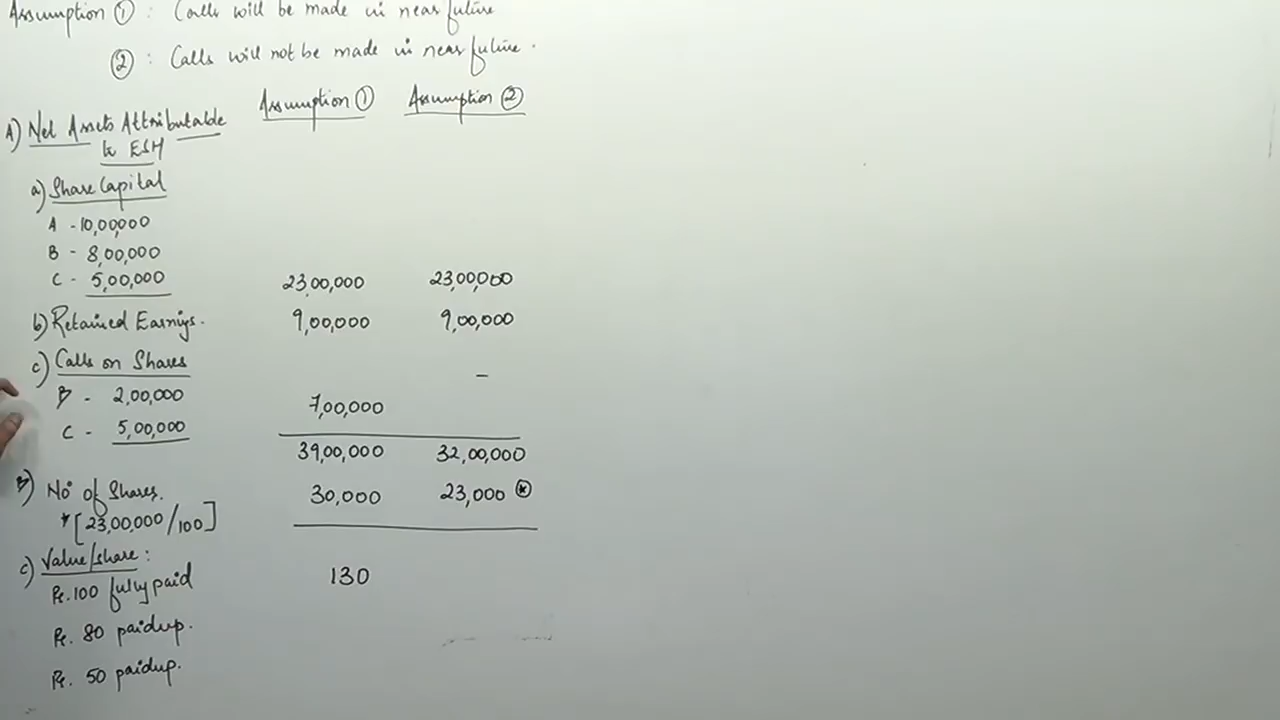 Assumption ① : Calls will be made in near future
② : Calls will not be made in near future.
Assumption ① Assumption ②
A) Net Assets Attributable
to ESH
a) Share Capital
A - 10,00,000
B - 8,00,000
C - 5,00,000 23,00,000 23,00,000
b) Retained Earnings. 9,00,000 9,00,000
c) Calls on Shares
B - 2,00,000 7,00,000 -
C - 5,00,000
39,00,000 32,00,000
B) No of Shares. 30,000 23,000 *
* [23,00,000/100]
c) Value/share :
Rs. 100 fully paid 130
Rs. 80 paidup.
Rs. 50 paidup.